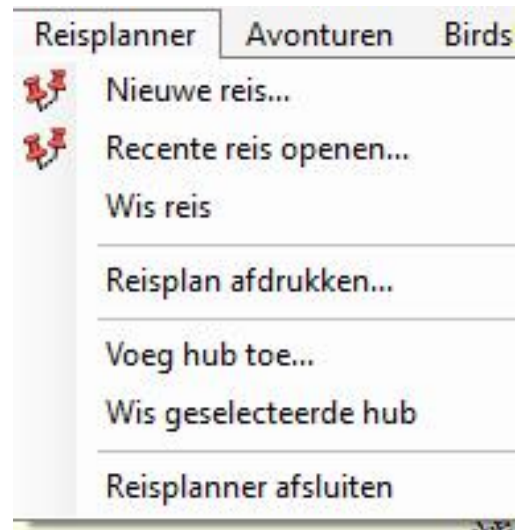 Reisplanner Avonturen Birds
Nieuwe reis...
Recente reis openen...
Wis reis
Reisplan afdrukken...
Voeg hub toe...
Wis geselecteerde hub
Reisplanner afsluiten